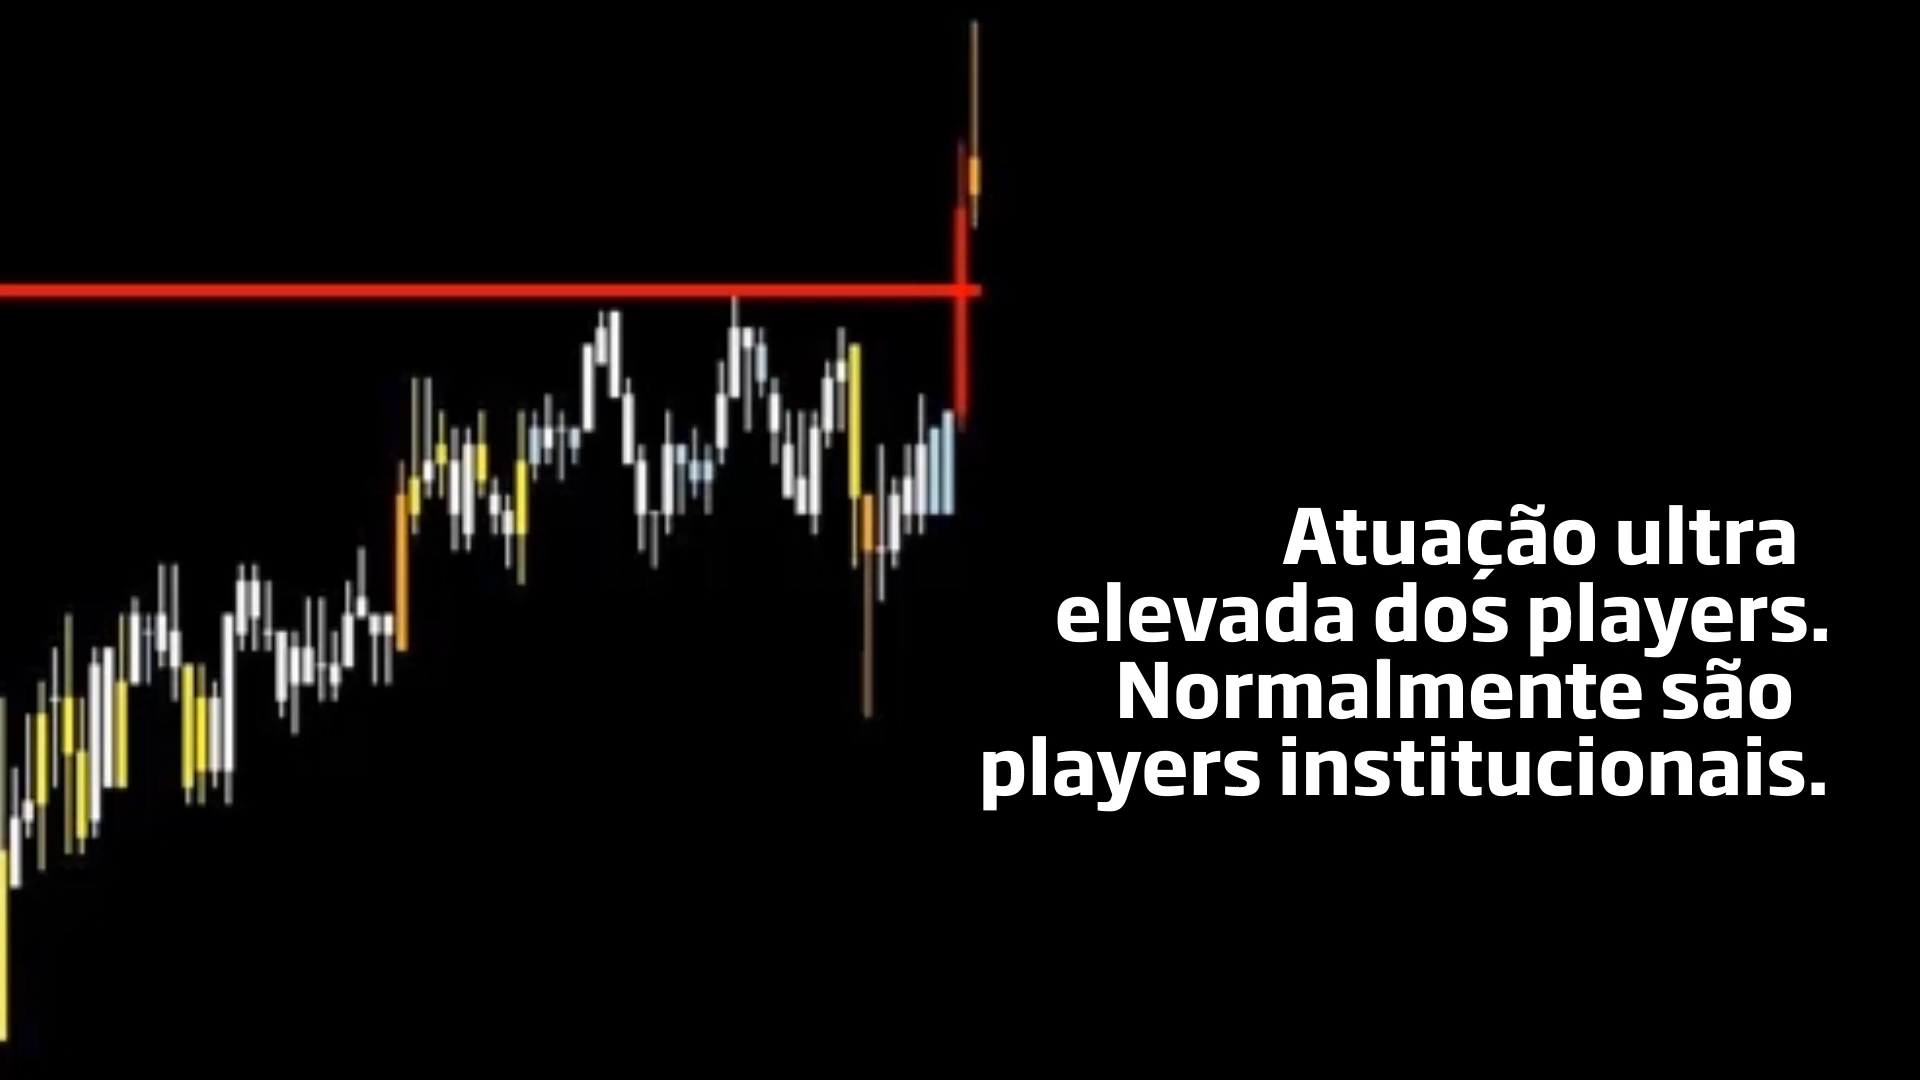 Atuação ultra
elevada dos players.
Normalmente são
players institucionais.